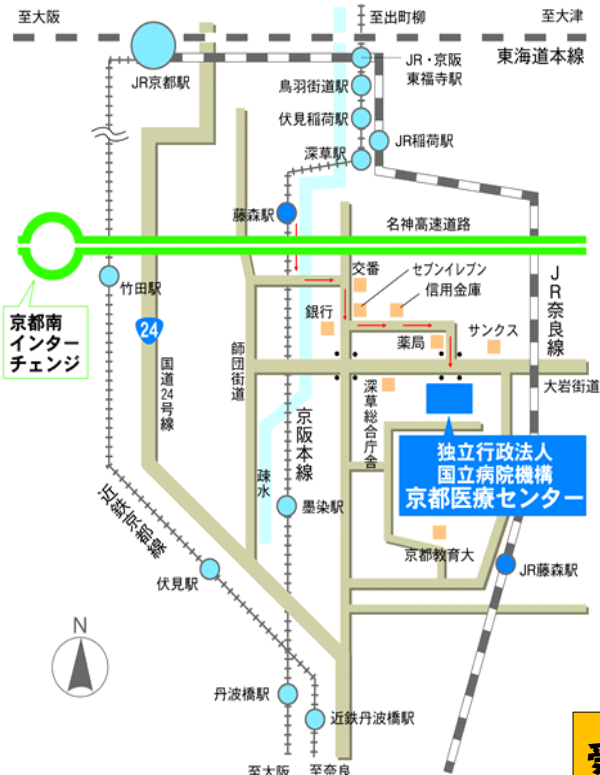 至大阪
至出町柳
至大津
東海道本線
JR京都駅
JR・京阪
東福寺駅
鳥羽街道駅
伏見稲荷駅
JR稲荷駅
深草駅
藤森駅
名神高速道路
交番
セブンイレブン
信用金庫
竹田駅
JR奈良線
京都南
インター
チェンジ
24
銀行
薬局
サンクス
国道24号線
師団街道
大岩街道
深草総合庁舎
京阪本線
独立行政法人
国立病院機構
京都医療センター
疎水
近鉄京都線
墨染駅
京都教育大
JR藤森駅
伏見駅
N
丹波橋駅
近鉄丹波橋駅
至大阪
至奈良